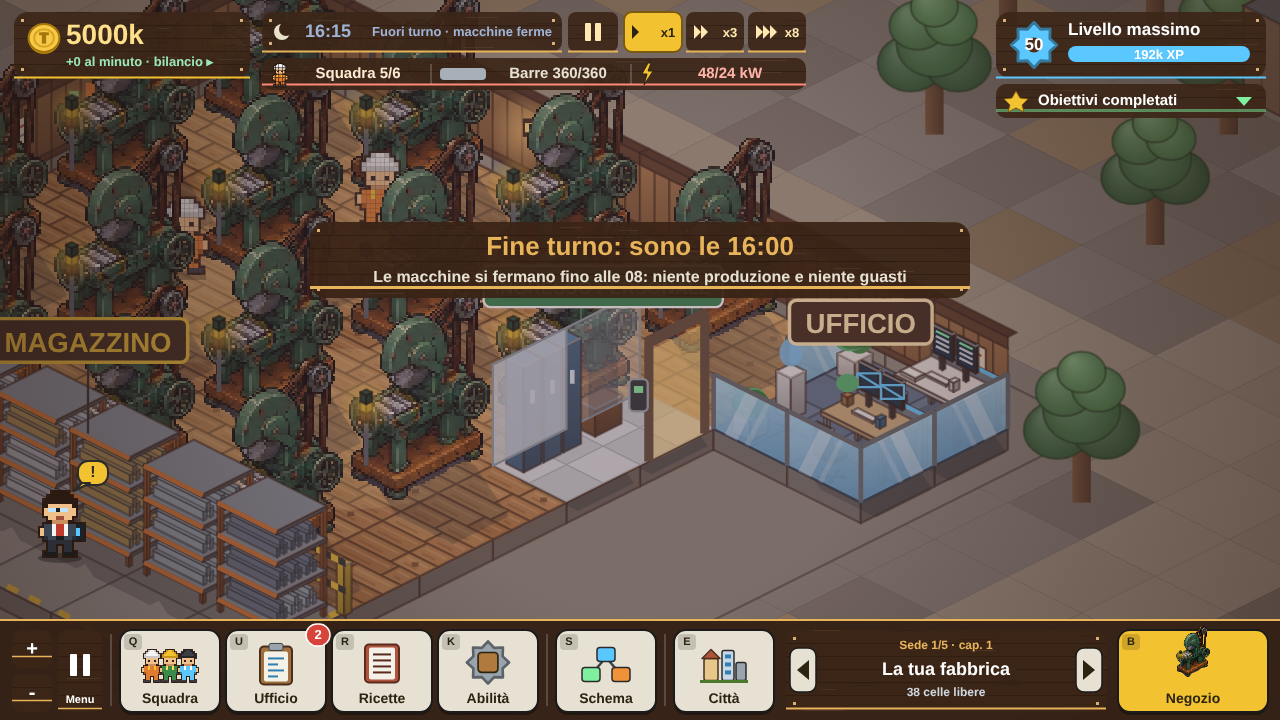 5000k
+0 al minuto · bilancio ▸
16:15
Fuori turno · macchine ferme
x1
x3
x8
Squadra 5/6
Barre 360/360
48/24 kW
50
Livello massimo
192k XP
Obiettivi completati
Fine turno: sono le 16:00
Le macchine si fermano fino alle 08: niente produzione e niente guasti
MAGAZZINO
UFFICIO
!
+
-
Menu
Q
Squadra
U
2
Ufficio
R
Ricette
K
Abilità
S
Schema
E
Città
Sede 1/5 · cap. 1
La tua fabbrica
38 celle libere
B
Negozio